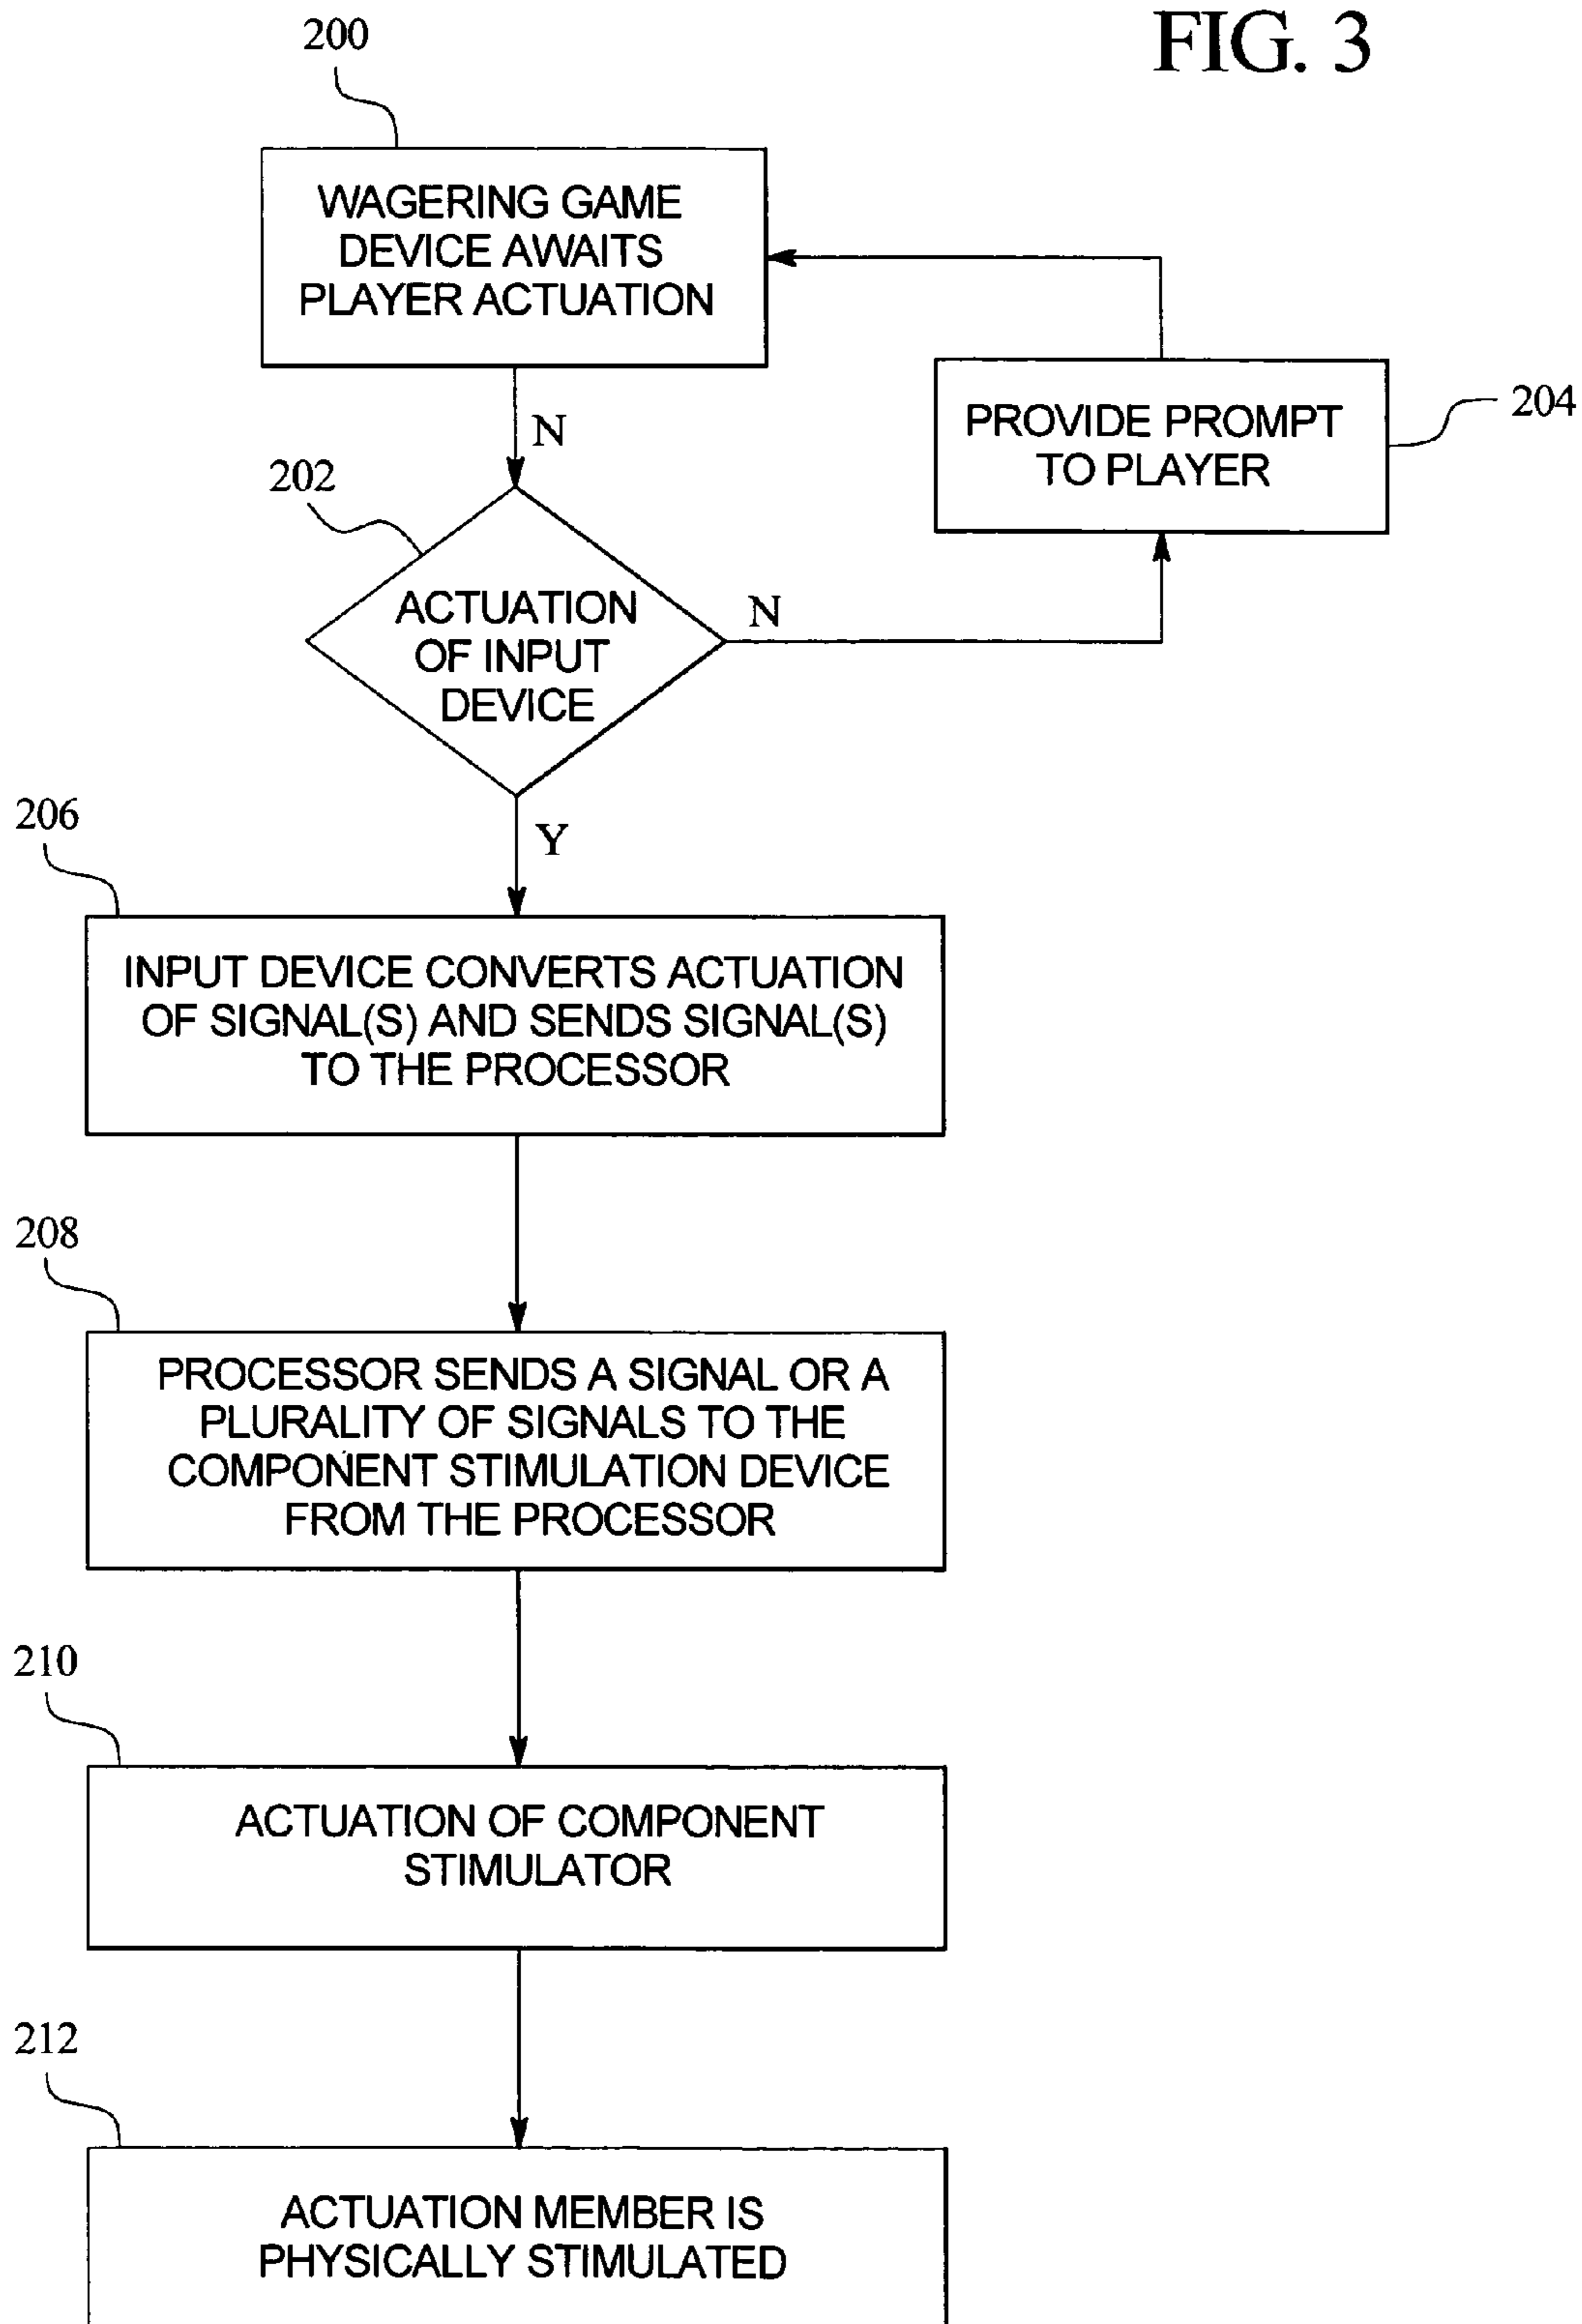 FIG. 3
200
WAGERING GAME
DEVICE AWAITS
PLAYER ACTUATION
N
204
PROVIDE PROMPT
TO PLAYER
202
ACTUATION
OF INPUT
DEVICE
N
Y
206
INPUT DEVICE CONVERTS ACTUATION
OF SIGNAL(S) AND SENDS SIGNAL(S)
TO THE PROCESSOR
208
PROCESSOR SENDS A SIGNAL OR A
PLURALITY OF SIGNALS TO THE
COMPONENT STIMULATION DEVICE
FROM THE PROCESSOR
210
ACTUATION OF COMPONENT
STIMULATOR
212
ACTUATION MEMBER IS
PHYSICALLY STIMULATED